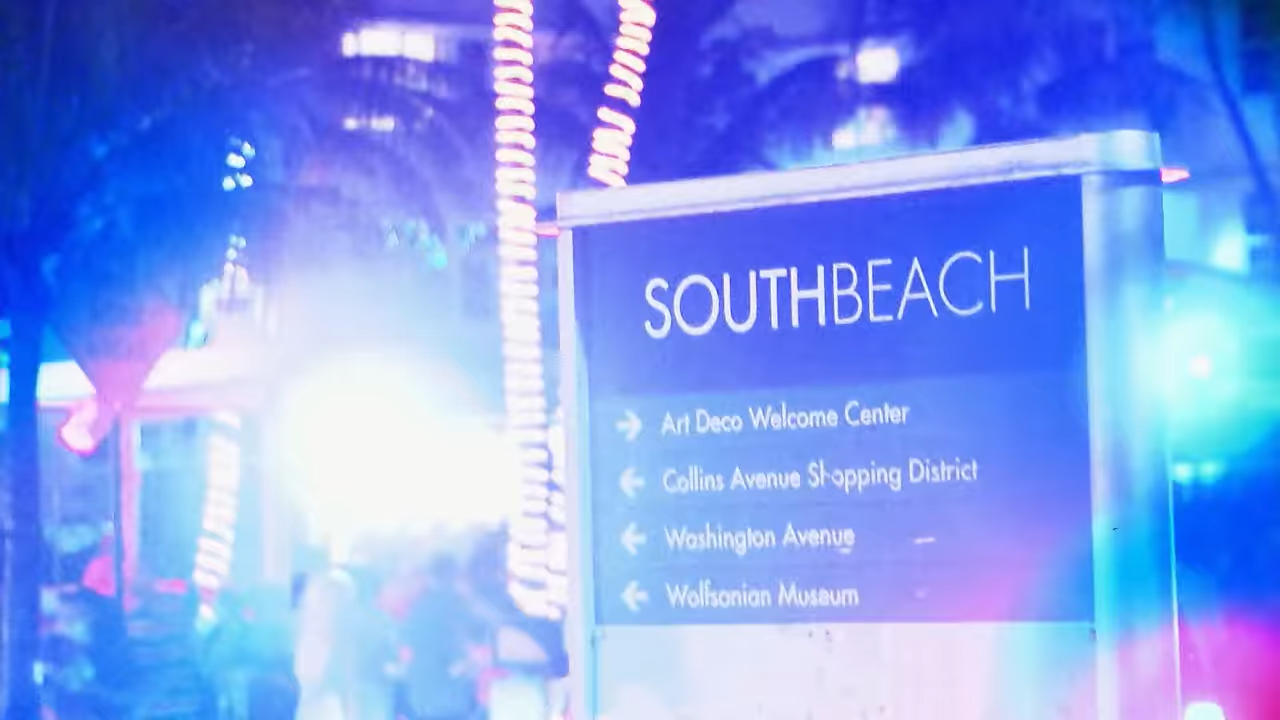 SOUTHBEACH
→ Art Deco Welcome Center
← Collins Avenue Shopping District
← Washington Avenue
← Wolfsonian Museum